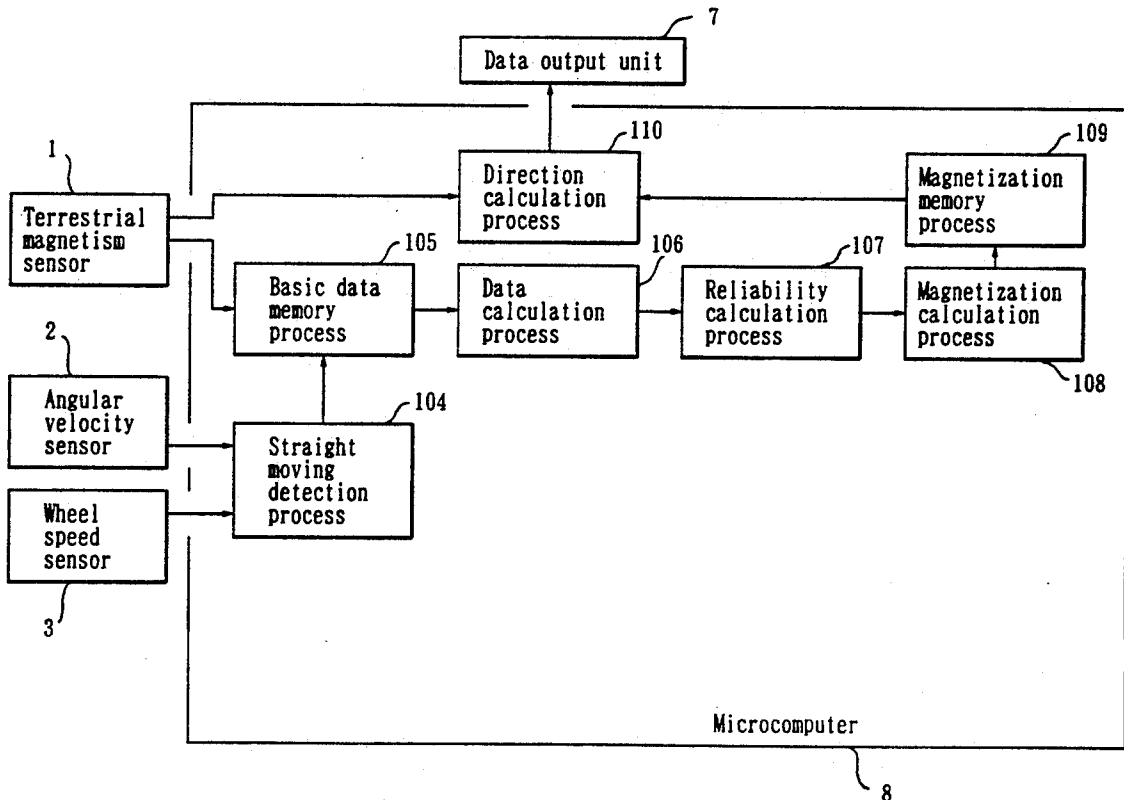 7
Data output unit
110
Direction
calculation
process
109
Magnetization
memory
process
1
Terrestrial
magnetism
sensor
105
Basic data
memory
process
106
Data
calculation
process
107
Reliability
calculation
process
Magnetization
calculation
process
108
2
Angular
velocity
sensor
104
Straight
moving
detection
process
Wheel
speed
sensor
3
Microcomputer
8